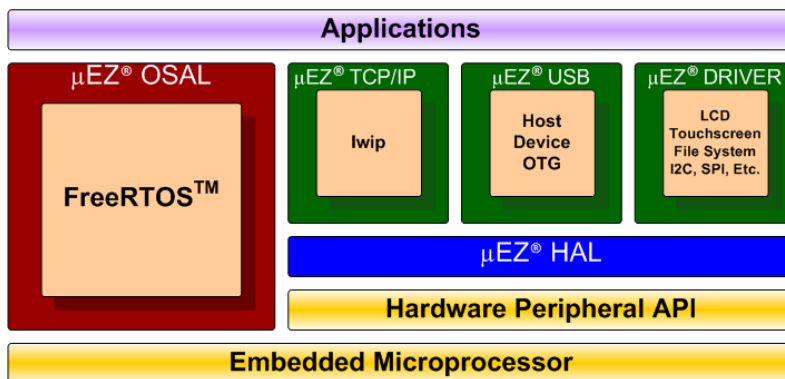 Applications
µEZ® OSAL
FreeRTOS™
µEZ® TCP/IP
lwip
µEZ® USB
Host
Device
OTG
µEZ® DRIVER
LCD
Touchscreen
File System
I2C, SPI, Etc.
µEZ® HAL
Hardware Peripheral API
Embedded Microprocessor